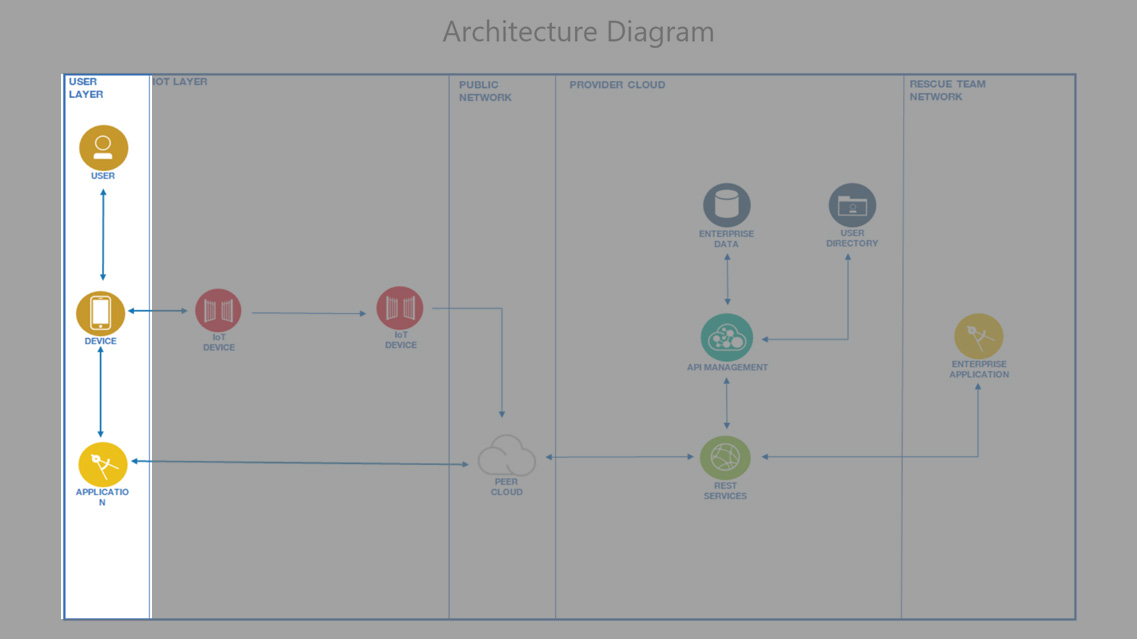 Architecture Diagram
USER
LAYER
IOT LAYER
PUBLIC
NETWORK
PROVIDER CLOUD
RESCUE TEAM
NETWORK
USER
ENTERPRISE
DATA
USER
DIRECTORY
DEVICE
IoT
DEVICE
IoT
DEVICE
API MANAGEMENT
ENTERPRISE
APPLICATION
APPLICATIO
N
PEER
CLOUD
REST
SERVICES